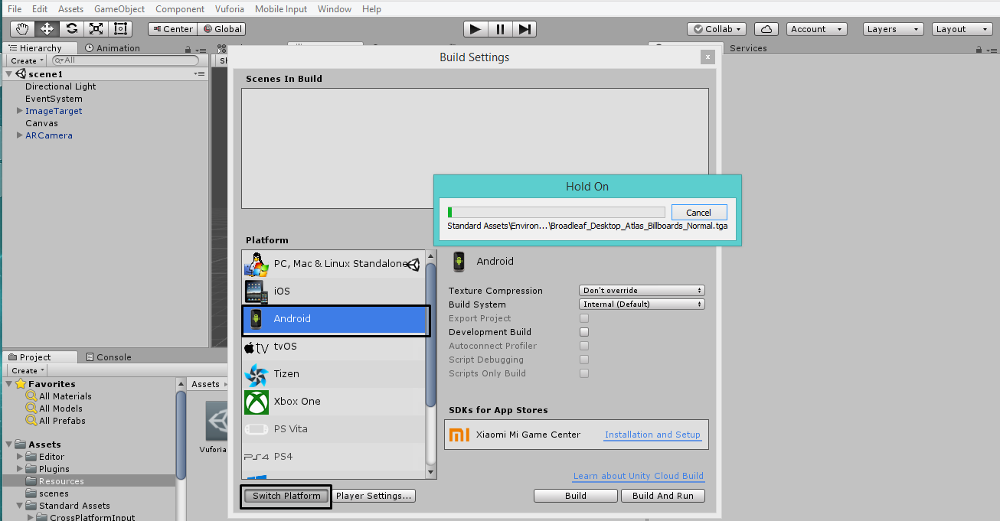 File Edit Assets GameObject Component Vuforia Mobile Input Window Help
Center Global Collab Account Layers Layout
Hierarchy Animation Services
Create All
scene1
Directional Light
EventSystem
ImageTarget
Canvas
ARCamera
Build Settings
Scenes In Build
Hold On
Cancel
Standard Assets\Environ...\Broadleaf_Desktop_Atlas_Billboards_Normal.tga
Platform
PC, Mac & Linux Standalone
iOS
Android
tvOS
Tizen
Xbox One
PS Vita
PS4
Android
Texture Compression Don't override
Build System Internal (Default)
Export Project
Development Build
Autoconnect Profiler
Script Debugging
Scripts Only Build
SDKs for App Stores
Xiaomi Mi Game Center Installation and Setup
Learn about Unity Cloud Build
Switch Platform Player Settings... Build Build And Run
Project Console
Create
Favorites
All Materials
All Models
All Prefabs
Assets
Editor
Plugins
Resources
scenes
Standard Assets
CrossPlatformInput
Assets
Vuforia